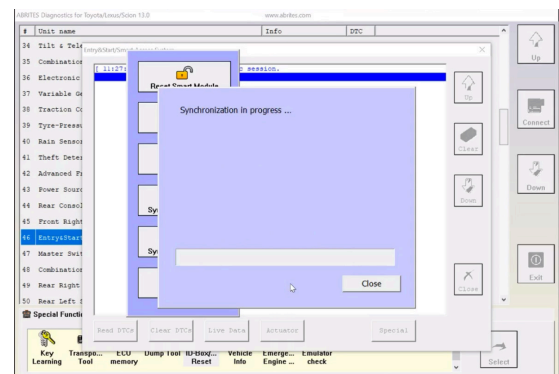 ABRITES Diagnostics for Toyota/Lexus/Scion 13.0 www.abrites.com
# Unit name Info DTC
34 Tilt & Tele
35 Combination
36 Electronic
37 Variable Ge
38 Traction Co
39 Tyre-Pressu
40 Rain Sensor
41 Theft Deter
42 Advanced Fr
43 Power Sourc
44 Rear Consol
45 Front Right
46 Entry&Start
47 Master Swit
48 Combination
49 Rear Right
50 Rear Left
Entry&Start/Smart
[ 11:27: session.
Reset Smart Module
Sy
Sy
Synchronization in progress ...
Close
Up
Clear
Down
Close
Read DTCs Clear DTCs Live Data Actuator Special
Up
Connect
Down
Exit
Special Functi
Key Learning
Transpo... Tool
ECU memory
Dump Tool
ID-Box/... Reset
Vehicle Info
Emerge... Engine ...
Emulator check
Select